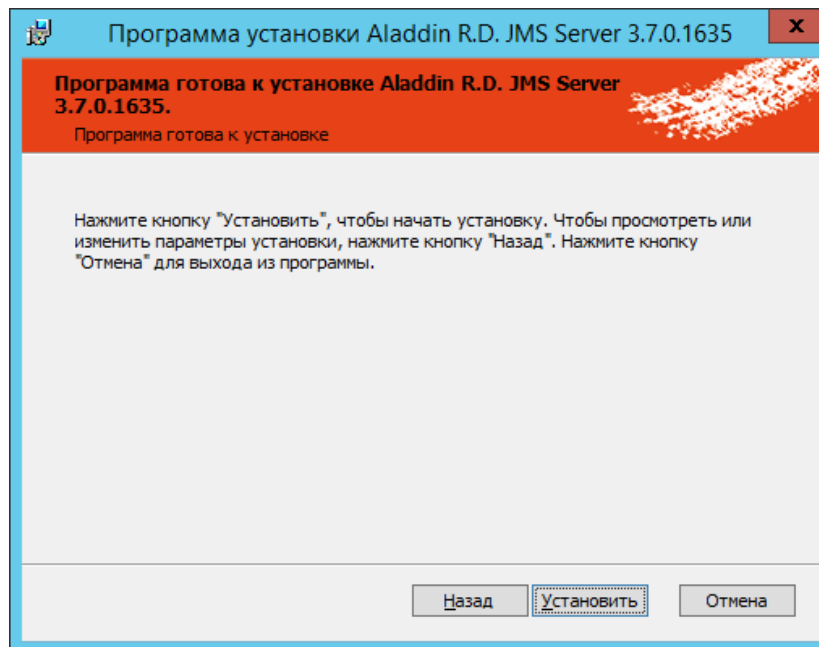 Программа установки Aladdin R.D. JMS Server 3.7.0.1635
x
Программа готова к установке Aladdin R.D. JMS Server
3.7.0.1635.
Программа готова к установке
Нажмите кнопку "Установить", чтобы начать установку. Чтобы просмотреть или
изменить параметры установки, нажмите кнопку "Назад". Нажмите кнопку
"Отмена" для выхода из программы.
Назад Установить Отмена